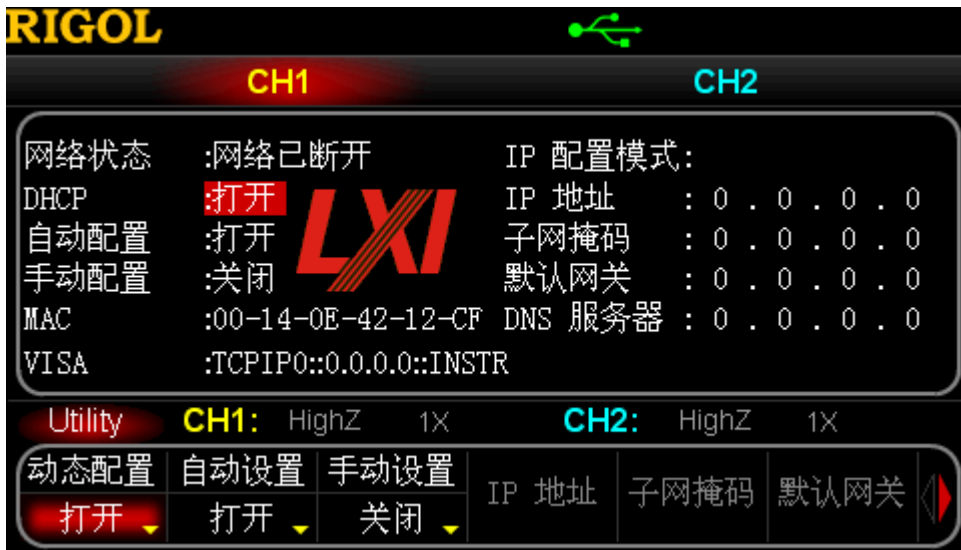 RIGOL
CH1 CH2
网络状态 :网络已断开 IP 配置模式:
DHCP :打开 IP 地址 : 0 . 0 . 0 . 0
自动配置 :打开 子网掩码 : 0 . 0 . 0 . 0
手动配置 :关闭 默认网关 : 0 . 0 . 0 . 0
LXI
MAC :00-14-0E-42-12-CF DNS 服务器 : 0 . 0 . 0 . 0
VISA :TCPIP0::0.0.0.0::INSTR
Utility CH1: HighZ 1X CH2: HighZ 1X
动态配置 自动设置 手动设置 IP 地址 子网掩码 默认网关
打开 打开 关闭